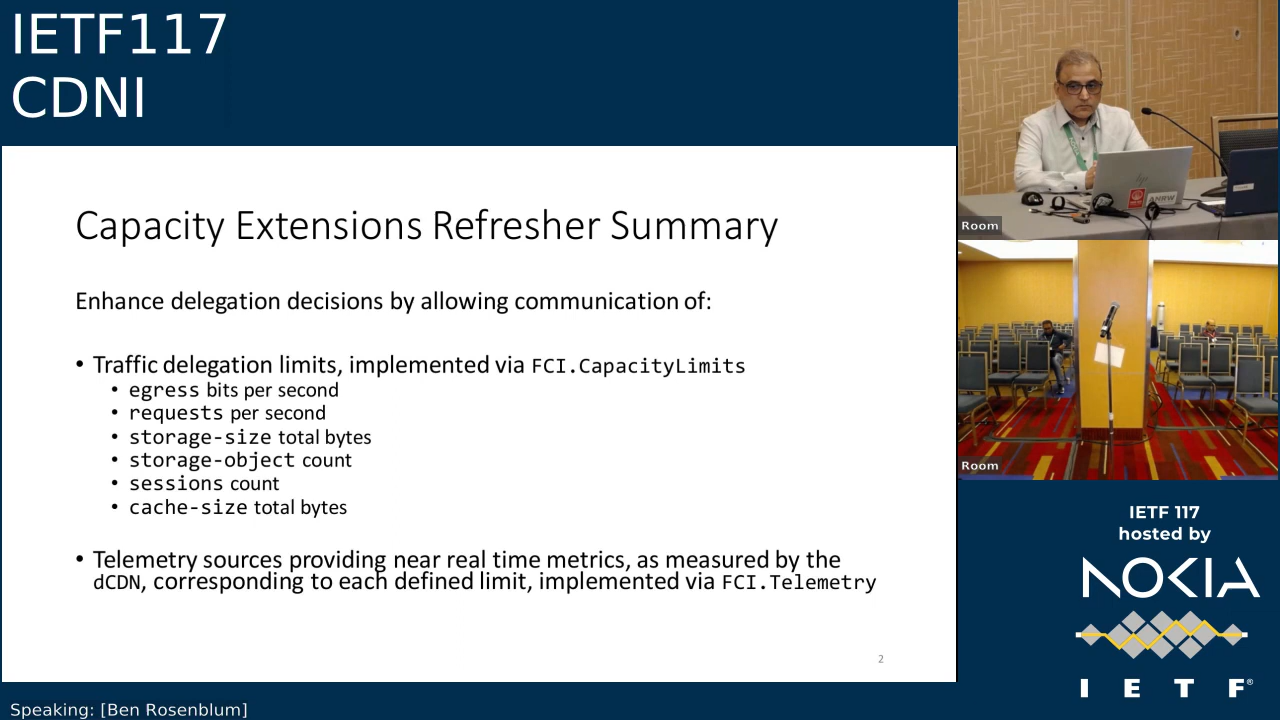 IETF117
CDNI
Capacity Extensions Refresher Summary
Enhance delegation decisions by allowing communication of:
• Traffic delegation limits, implemented via FCI.CapacityLimits
• egress bits per second
• requests per second
• storage-size total bytes
• storage-object count
• sessions count
• cache-size total bytes
• Telemetry sources providing near real time metrics, as measured by the
dCDN, corresponding to each defined limit, implemented via FCI.Telemetry
2
Speaking: [Ben Rosenblum]
hp
ANRW
Room
Room
IETF 117
hosted by
NOKIA
I E T F®